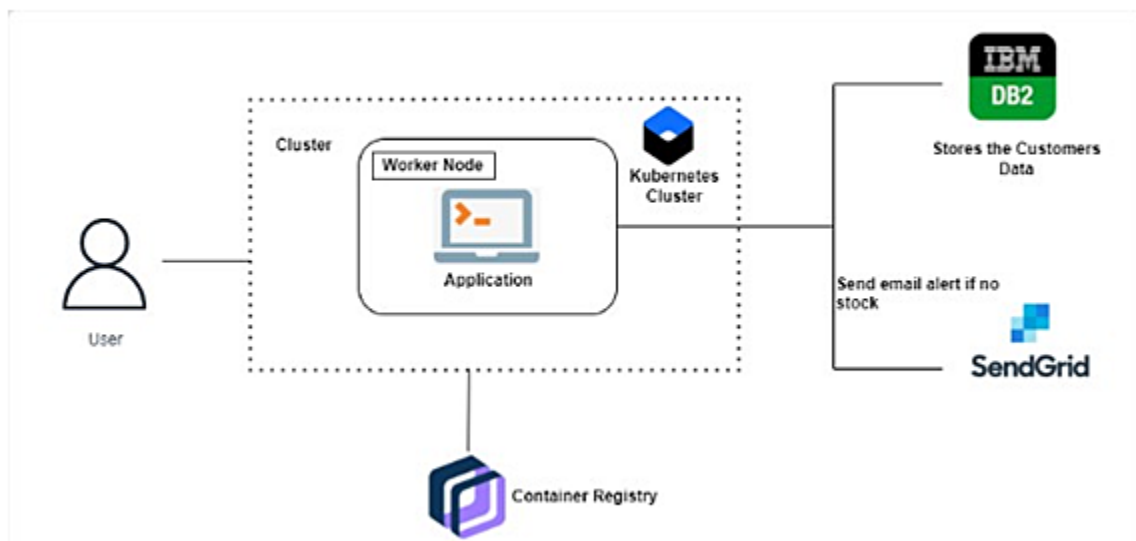 IBM
DB2
Stores the Customers
Data
Cluster
Worker Node
Kubernetes
Cluster
Application
User
Send email alert if no
stock
SendGrid
Container Registry